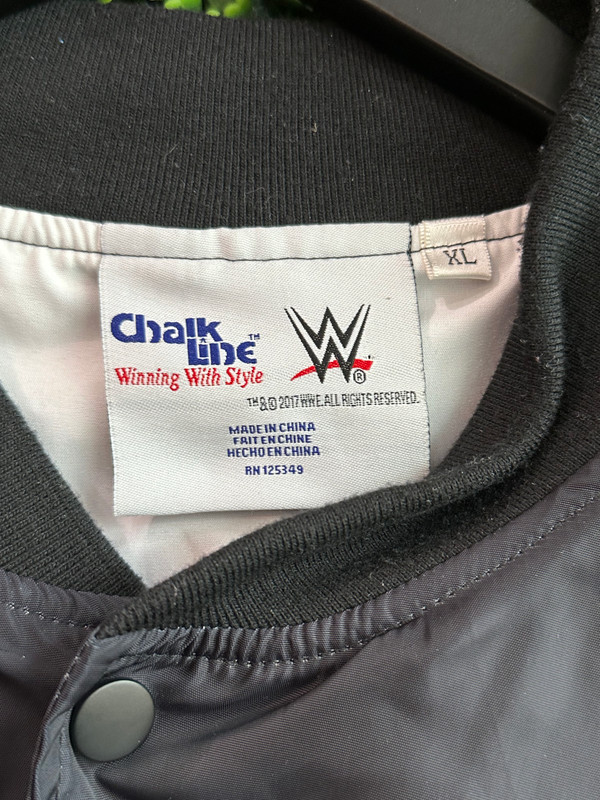 Chalk
Line™
Winning With Style
W
®
XL
™ & © 2017 WWE. ALL RIGHTS RESERVED.
MADE IN CHINA
FAIT EN CHINE
HECHO EN CHINA
RN 125349